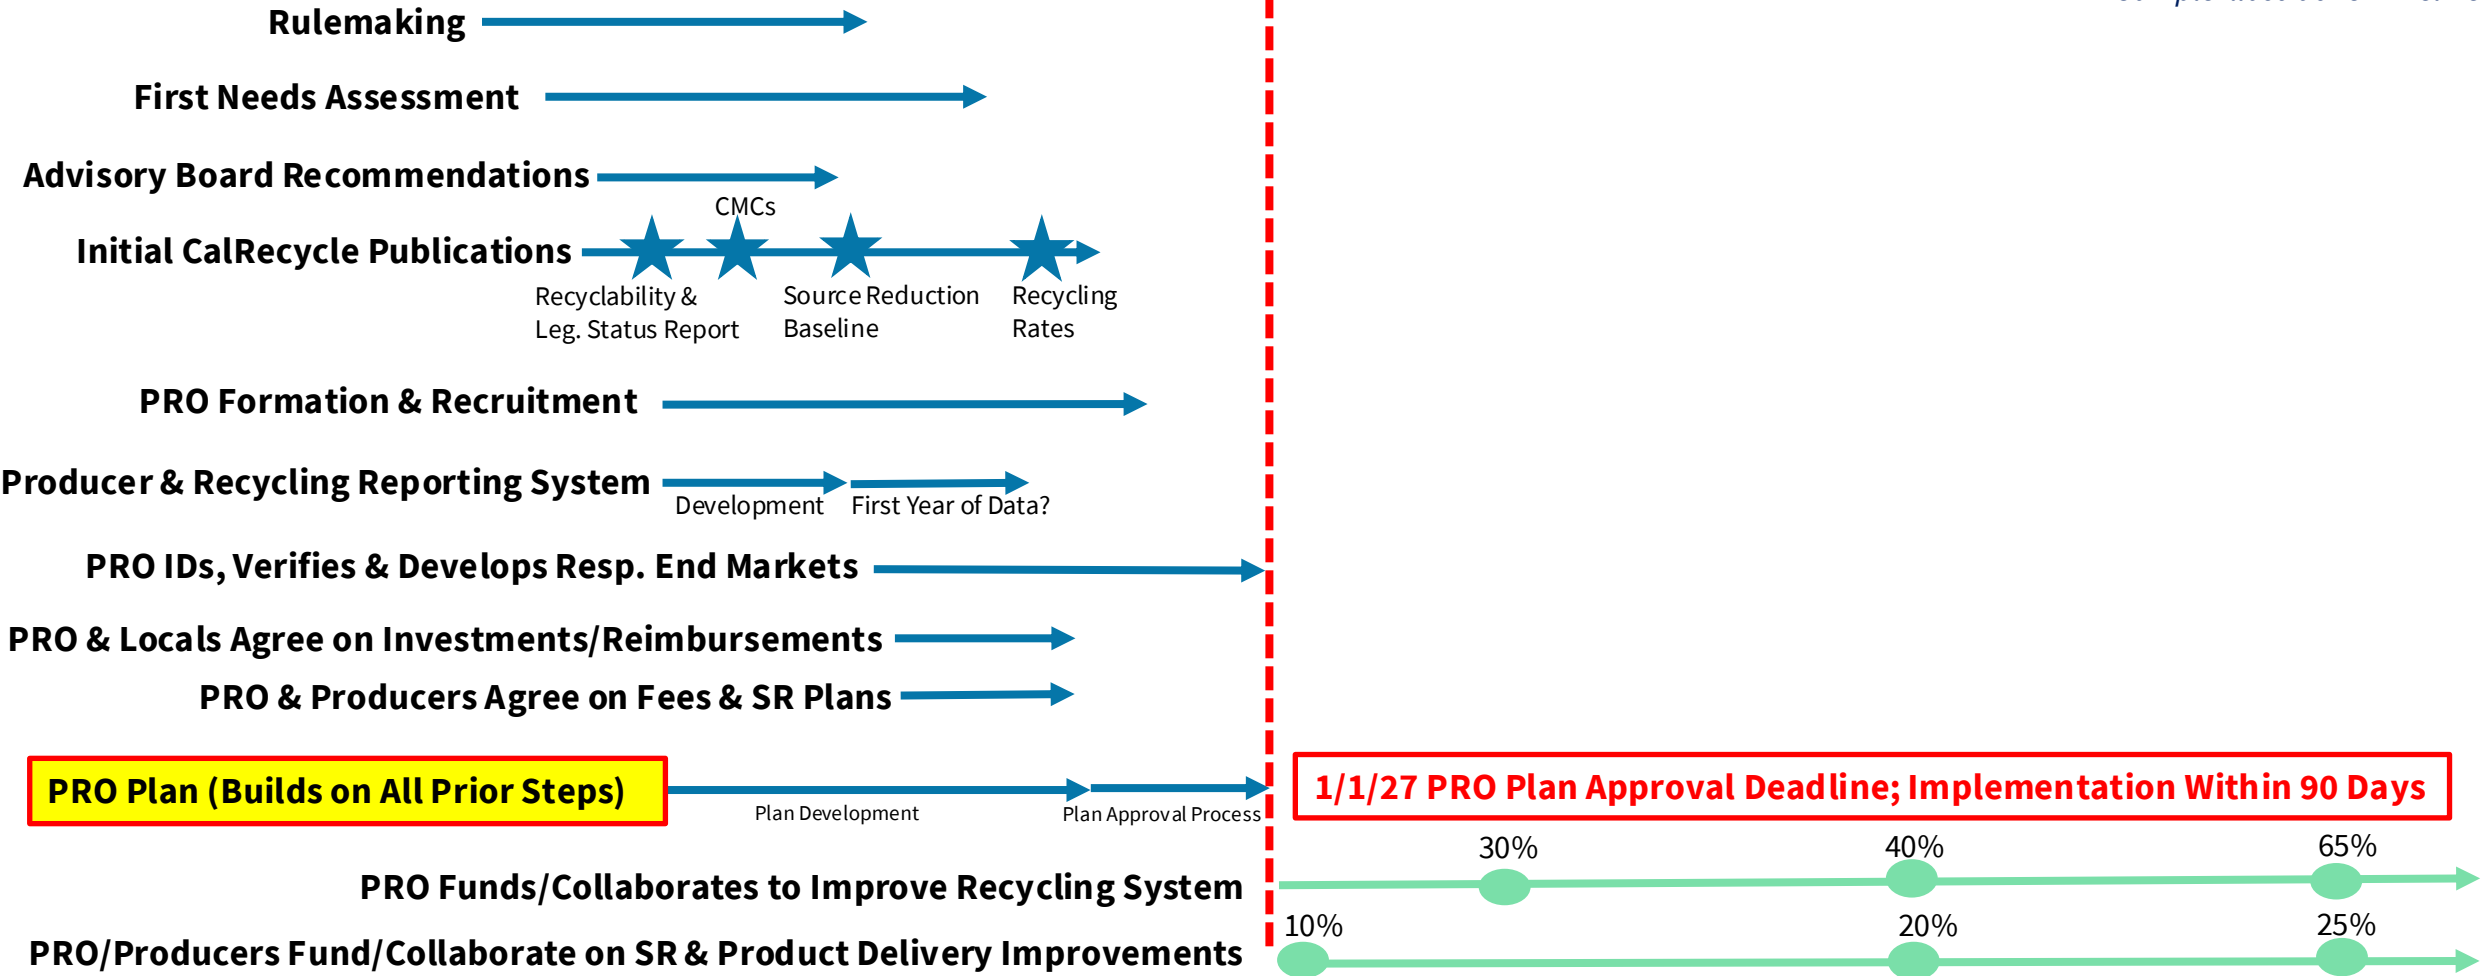 Rulemaking
First Needs Assessment
Advisory Board Recommendations
CMCs
Initial CalRecycle Publications
Recyclability &
Leg. Status Report
Source Reduction
Baseline
Recycling
Rates
PRO Formation & Recruitment
Producer & Recycling Reporting System
Development
First Year of Data?
PRO IDs, Verifies & Develops Resp. End Markets
PRO & Locals Agree on Investments/Reimbursements
PRO & Producers Agree on Fees & SR Plans
PRO Plan (Builds on All Prior Steps)
Plan Development
Plan Approval Process
1/1/27 PRO Plan Approval Deadline; Implementation Within 90 Days
30%
40%
65%
PRO Funds/Collaborates to Improve Recycling System
10%
20%
25%
PRO/Producers Fund/Collaborate on SR & Product Delivery Improvements